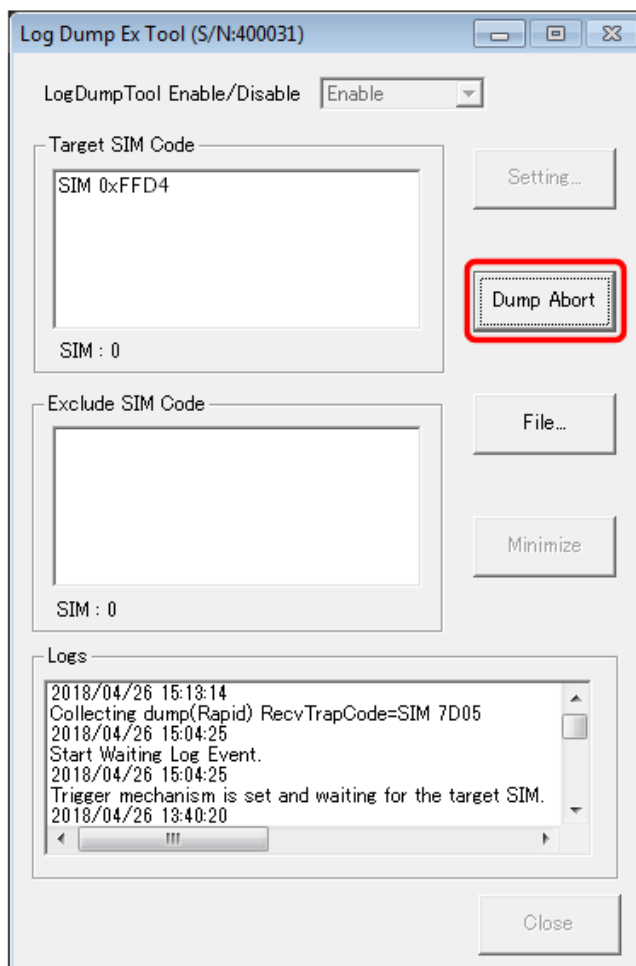 Log Dump Ex Tool (S/N:400031)
LogDumpTool Enable/Disable Enable
Target SIM Code
SIM 0xFFD4
SIM : 0
Setting...
Dump Abort
Exclude SIM Code
SIM : 0
File...
Minimize
Logs
2018/04/26 15:13:14
Collecting dump(Rapid) RecvTrapCode=SIM 7D05
2018/04/26 15:04:25
Start Waiting Log Event.
2018/04/26 15:04:25
Trigger mechanism is set and waiting for the target SIM.
2018/04/26 13:40:20
Close